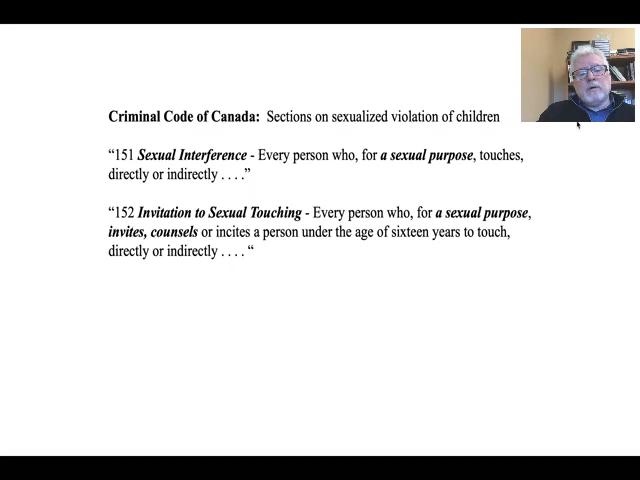 Criminal Code of Canada: Sections on sexualized violation of children
“151 Sexual Interference - Every person who, for a sexual purpose, touches,
directly or indirectly . . . .”
“152 Invitation to Sexual Touching - Every person who, for a sexual purpose,
invites, counsels or incites a person under the age of sixteen years to touch,
directly or indirectly . . . . “